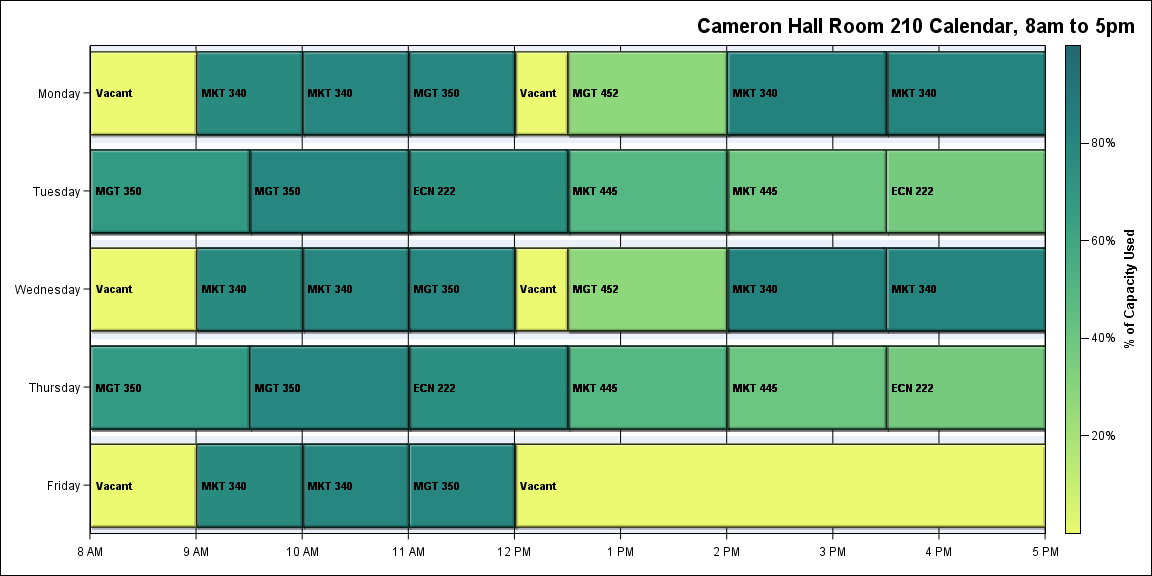 Cameron Hall Room 210 Calendar, 8am to 5pm
Monday Vacant MKT 340 MKT 340 MGT 350 Vacant MGT 452 MKT 340 MKT 340
80%
Tuesday MGT 350 MGT 350 ECN 222 MKT 445 MKT 445 ECN 222
60%
Wednesday Vacant MKT 340 MKT 340 MGT 350 Vacant MGT 452 MKT 340 MKT 340
% of Capacity Used
40%
Thursday MGT 350 MGT 350 ECN 222 MKT 445 MKT 445 ECN 222
20%
Friday Vacant MKT 340 MKT 340 MGT 350 Vacant
8 AM 9 AM 10 AM 11 AM 12 PM 1 PM 2 PM 3 PM 4 PM 5 PM